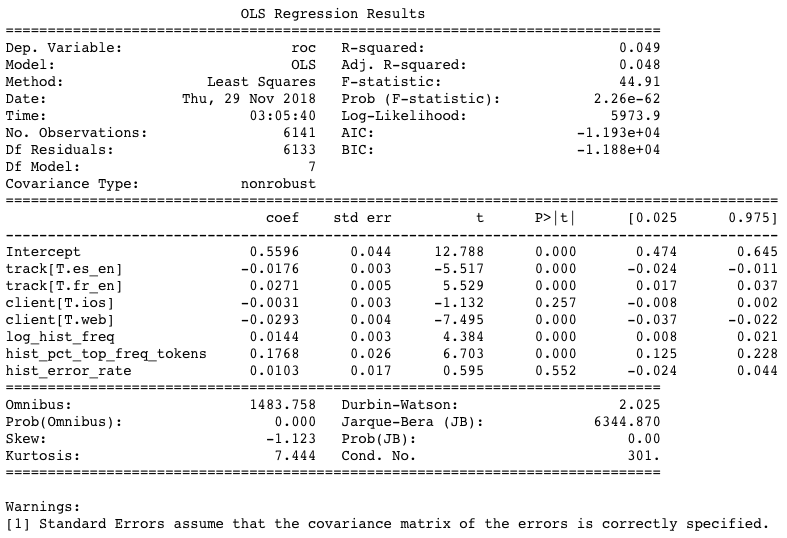 OLS Regression Results
==============================================================================
Dep. Variable:                    roc   R-squared:                       0.049
Model:                            OLS   Adj. R-squared:                  0.048
Method:                 Least Squares   F-statistic:                     44.91
Date:                Thu, 29 Nov 2018   Prob (F-statistic):           2.26e-62
Time:                        03:05:40   Log-Likelihood:                 5973.9
No. Observations:                6141   AIC:                        -1.193e+04
Df Residuals:                    6133   BIC:                        -1.188e+04
Df Model:                           7
Covariance Type:            nonrobust
============================================================================================
coef    std err          t      P>|t|      [0.025      0.975]
--------------------------------------------------------------------------------------------
Intercept                    0.5596      0.044     12.788      0.000       0.474       0.645
track[T.es_en]              -0.0176      0.003     -5.517      0.000      -0.024      -0.011
track[T.fr_en]               0.0271      0.005      5.529      0.000       0.017       0.037
client[T.ios]               -0.0031      0.003     -1.132      0.257      -0.008       0.002
client[T.web]               -0.0293      0.004     -7.495      0.000      -0.037      -0.022
log_hist_freq                0.0144      0.003      4.384      0.000       0.008       0.021
hist_pct_top_freq_tokens     0.1768      0.026      6.703      0.000       0.125       0.228
hist_error_rate              0.0103      0.017      0.595      0.552      -0.024       0.044
==============================================================================
Omnibus:                     1483.758   Durbin-Watson:                   2.025
Prob(Omnibus):                  0.000   Jarque-Bera (JB):             6344.870
Skew:                          -1.123   Prob(JB):                         0.00
Kurtosis:                       7.444   Cond. No.                         301.
==============================================================================
Warnings:
[1] Standard Errors assume that the covariance matrix of the errors is correctly specified.